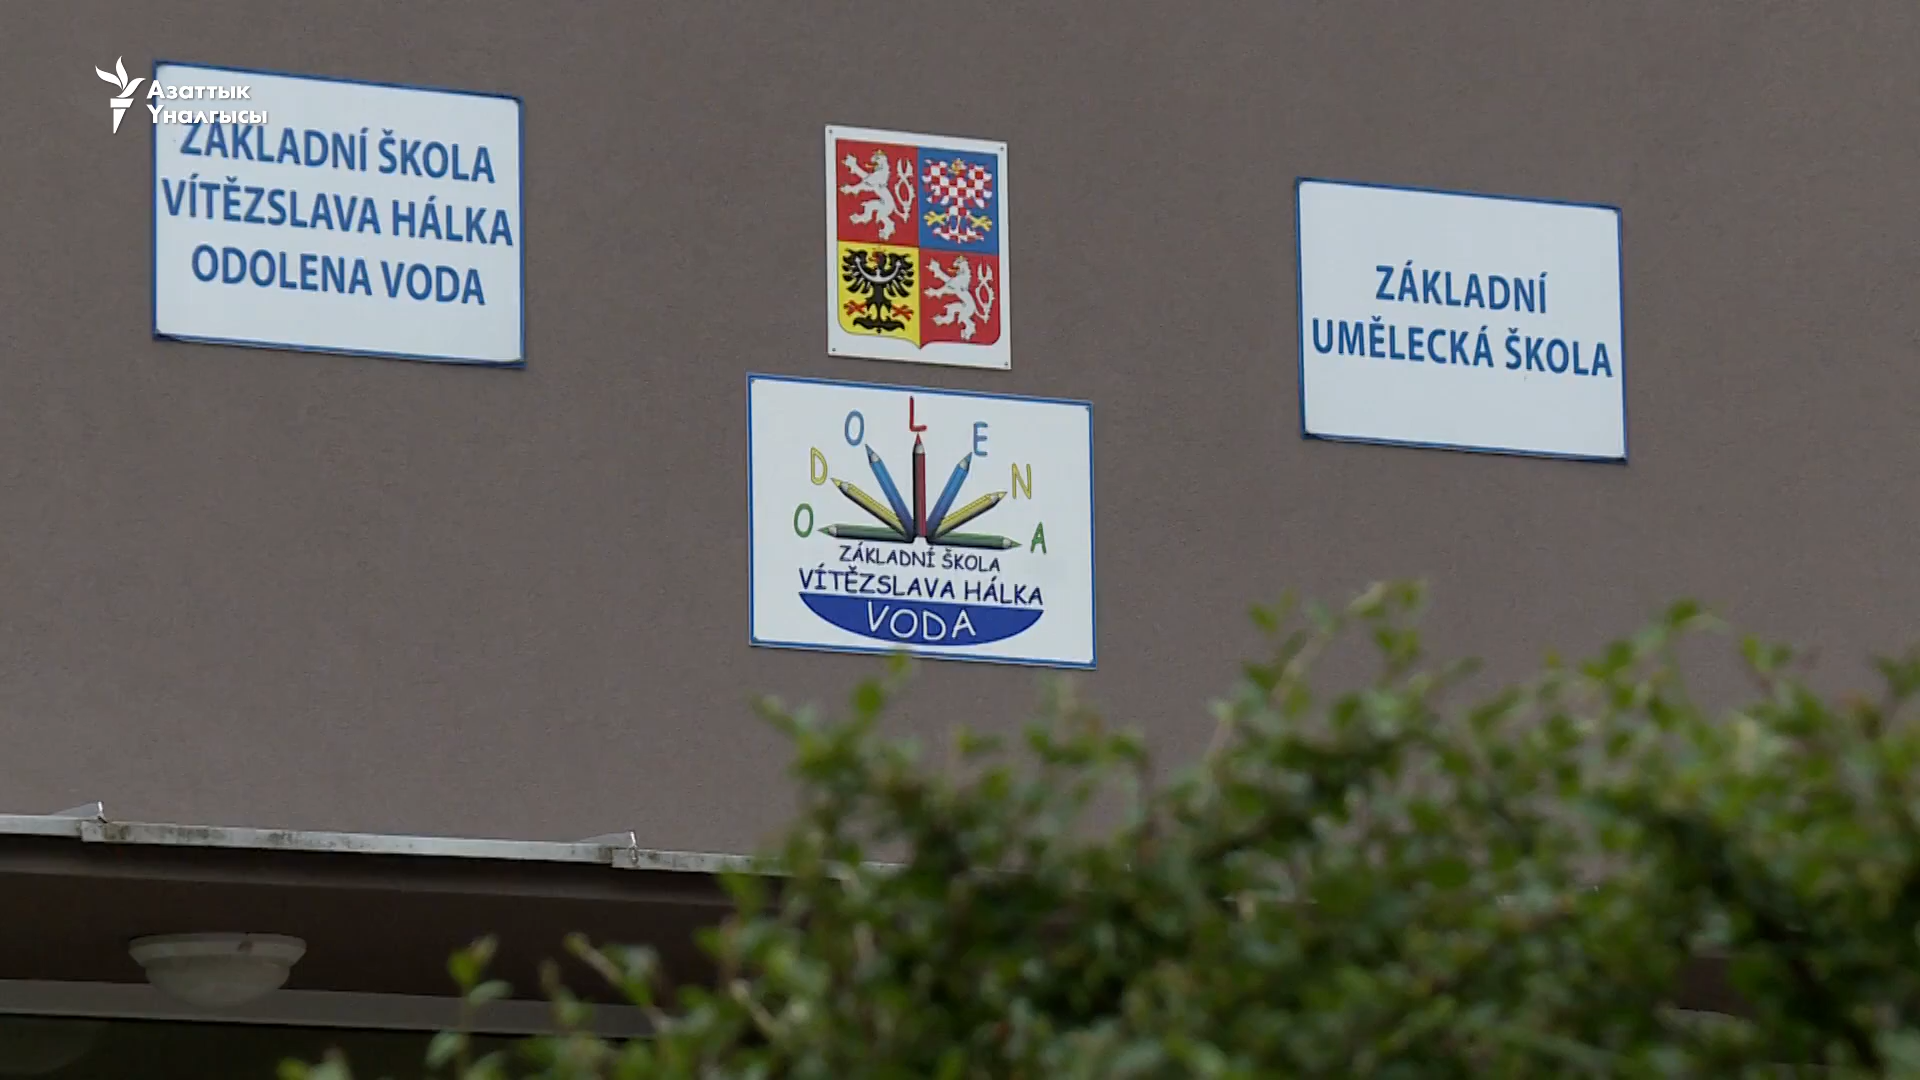 Азаттык
Үналгысы
ZÁKLADNÍ ŠKOLA
VÍTĚZSLAVA HÁLKA
ODOLENA VODA
ODOLENA
ZÁKLADNÍ ŠKOLA
VÍTĚZSLAVA HÁLKA
VODA
ZÁKLADNÍ
UMĚLECKÁ ŠKOLA